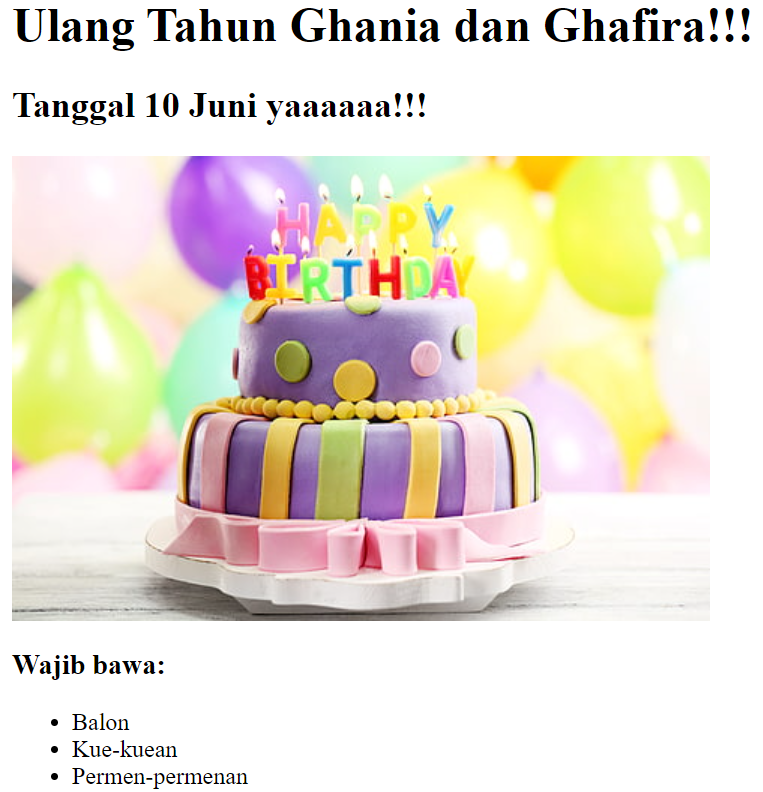 Ulang Tahun Ghania dan Ghafira!!!
Tanggal 10 Juni yaaaaaa!!!
HAPPY
BIRTHDAY
Wajib bawa:
Balon
Kue-kuean
Permen-permenan